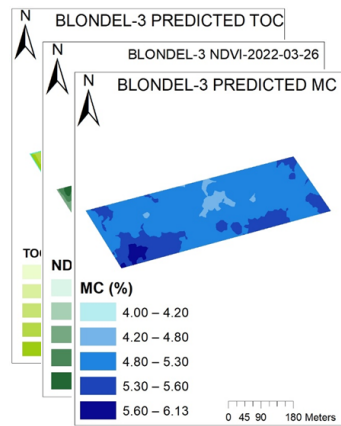 BLONDEL-3 PREDICTED TOC
N
BLONDEL-3 NDVI-2022-03-26
N
BLONDEL-3 PREDICTED MC
N
TOC
ND
MC (%)
4.00 – 4.20
4.20 – 4.80
4.80 – 5.30
5.30 – 5.60
5.60 – 6.13
0 45 90 180 Meters